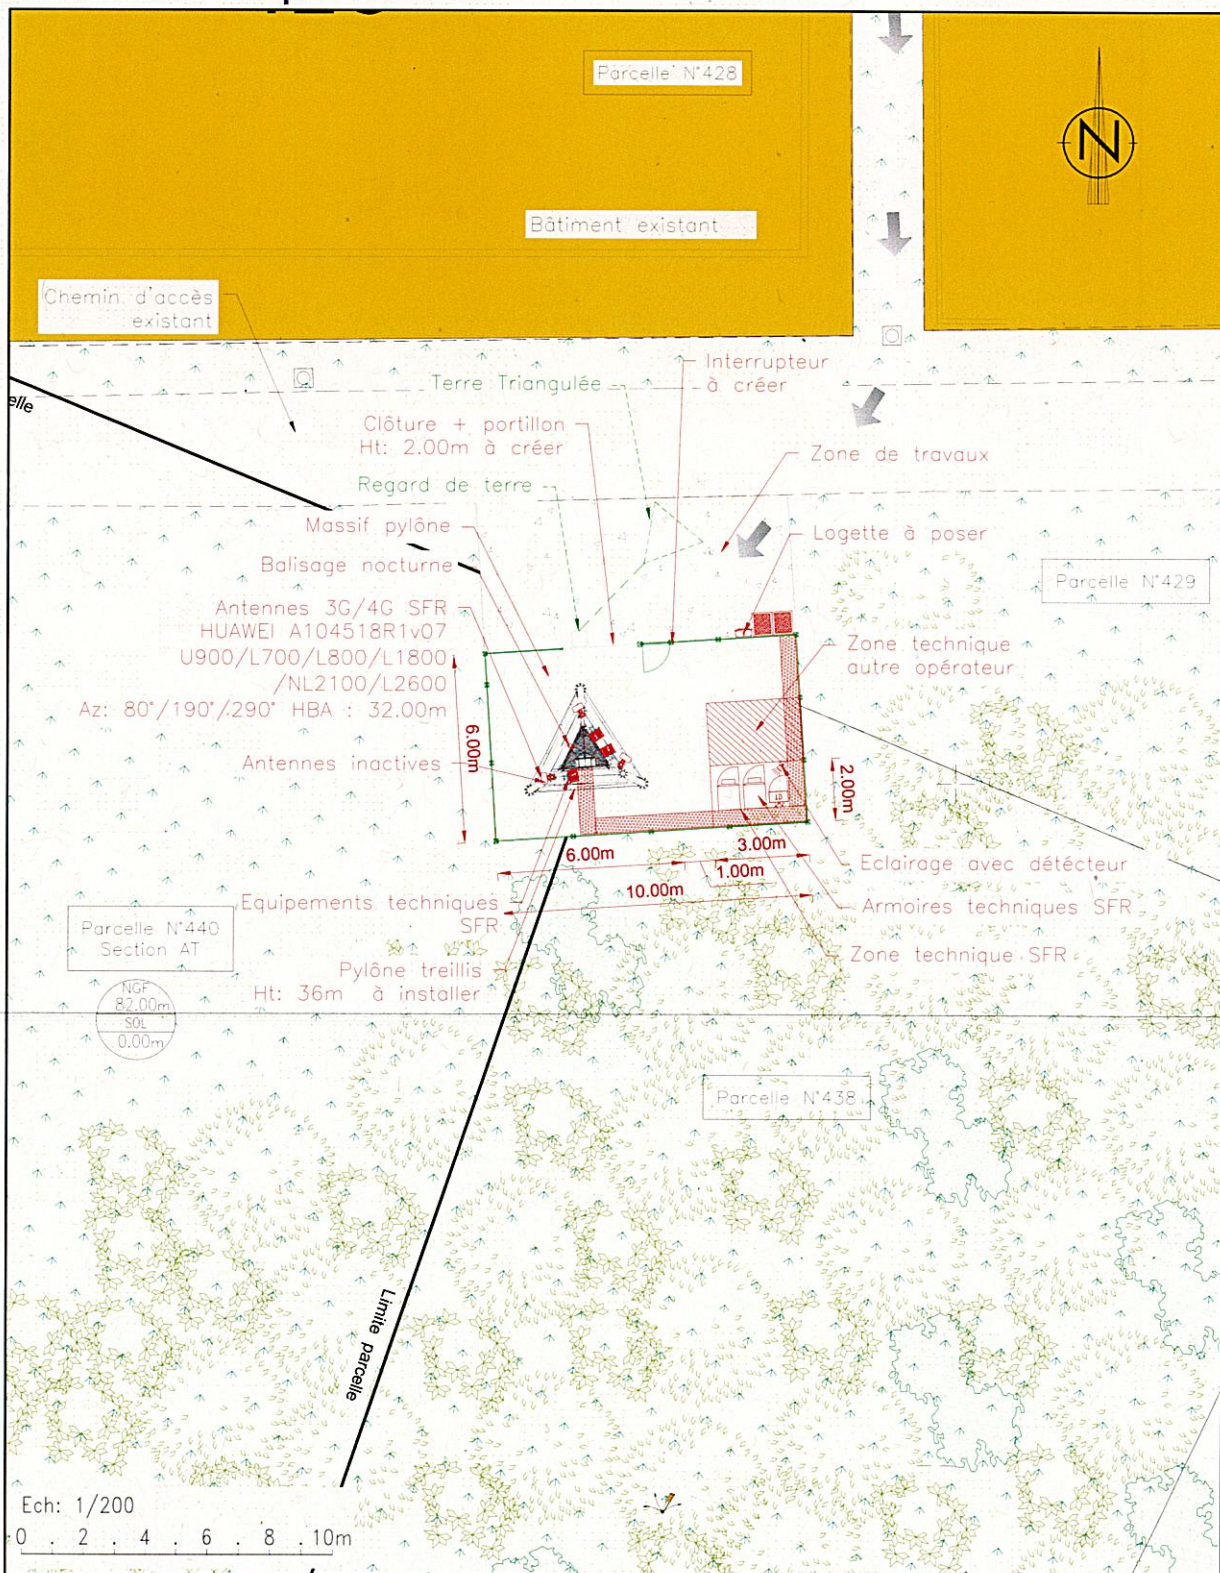 Parcelle N°428
N
Bâtiment existant
Chemin d'accès
existant
elle
Interrupteur
à créer
Terre Triangulée
Clôture + portillon
Ht: 2.00m à créer
Zone de travaux
Regard de terre
Massif pylône
Logette à poser
Balisage nocturne
Parcelle N°429
Antennes 3G/4G SFR
HUAWEI A104518R1v07
U900/L700/L800/L1800
/NL2100/L2600
Az: 80°/190°/290° HBA : 32.00m
Zone technique
autre opérateur
6.00m
Antennes inactives
2.00m
6.00m
3.00m
1.00m
10.00m
Eclairage avec détécteur
Equipements techniques
SFR
Armoires techniques SFR
Parcelle N°440
Section AT
Zone technique SFR
Pylône treillis
Ht: 36m à installer
NGF
82.00m
SOL
0.00m
Parcelle N°438
Limite parcelle
Ech: 1/200
0 2 4 6 8 10m